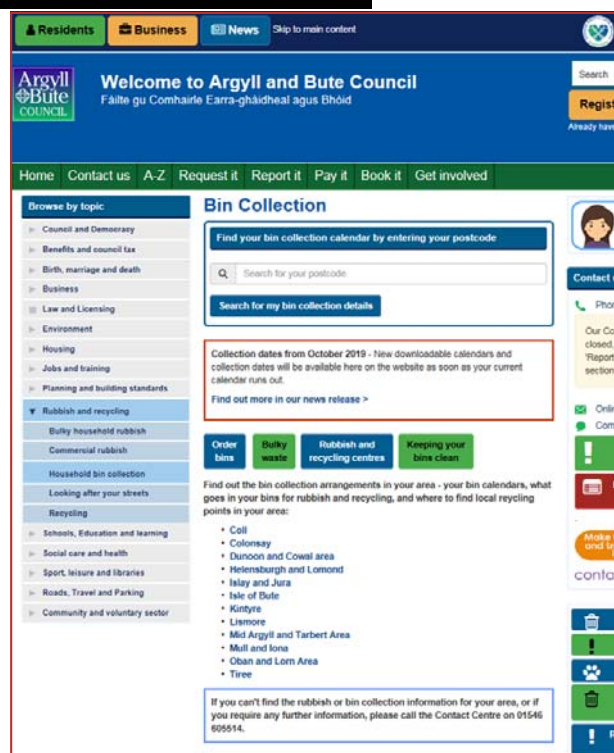 Residents
Business
News
Skip to main content
Argyll
Bute
COUNCIL
Welcome to Argyll and Bute Council
Fàilte gu Comhairle Earra-ghàidheal agus Bhòid
Search
Regist
Already have
Home Contact us A-Z Request it Report it Pay it Book it Get involved
Browse by topic
Council and Democracy
Benefits and council tax
Birth, marriage and death
Business
Law and Licensing
Environment
Housing
Jobs and training
Planning and building standards
Rubbish and recycling
Bulky household rubbish
Commercial rubbish
Household bin collection
Looking after your streets
Recycling
Schools, Education and learning
Social care and health
Sport, leisure and libraries
Roads, Travel and Parking
Community and voluntary sector
Bin Collection
Find your bin collection calendar by entering your postcode
Search for your postcode
Search for my bin collection details
Collection dates from October 2019 - New downloadable calendars and
collection dates will be available here on the website as soon as your current
calendar runs out.
Find out more in our news release >
Order
bins
Bulky
waste
Rubbish and
recycling centres
Keeping your
bins clean
Find out the bin collection arrangements in your area - your bin calendars, what
goes in your bins for rubbish and recycling, and where to find local reycling
points in your area:
Coll
Colonsay
Dunoon and Cowal area
Helensburgh and Lomond
Islay and Jura
Isle of Bute
Kintyre
Lismore
Mid Argyll and Tarbert Area
Mull and Iona
Oban and Lorn Area
Tiree
If you can't find the rubbish or bin collection information for your area, or if
you require any further information, please call the Contact Centre on 01546
605514.
Contact
Phon
Our Co
closed,
'Report
section
Onlin
Com
Make
and tr
conta